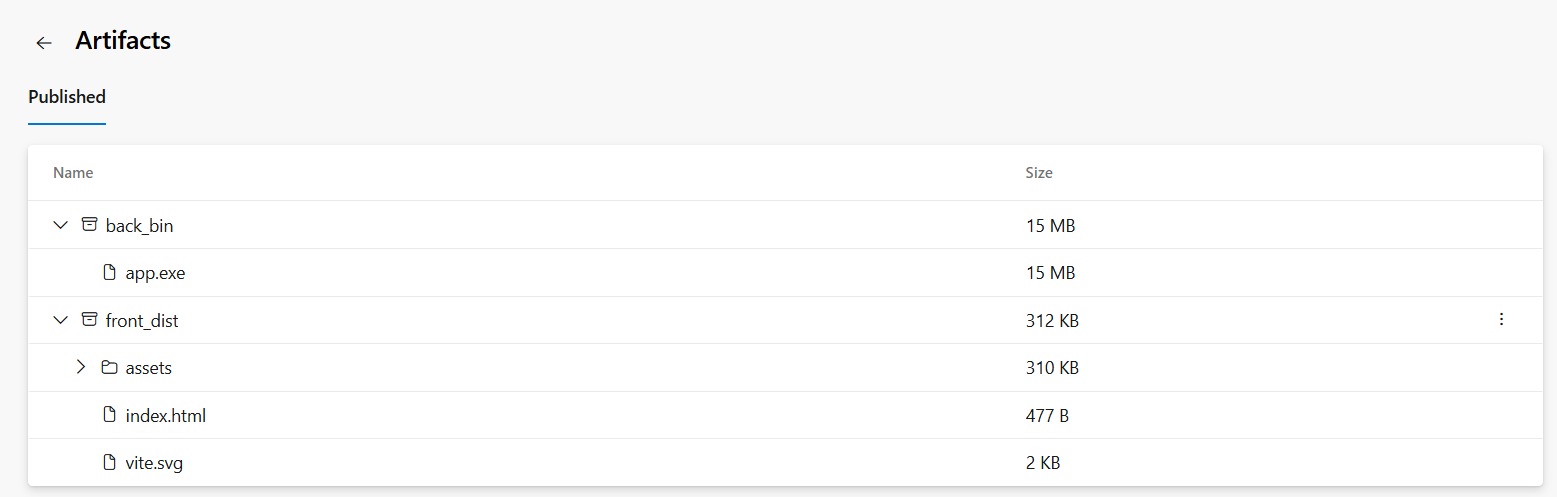 Artifacts
Published
Name Size
back_bin 15 MB
app.exe 15 MB
front_dist 312 KB
assets 310 KB
index.html 477 B
vite.svg 2 KB